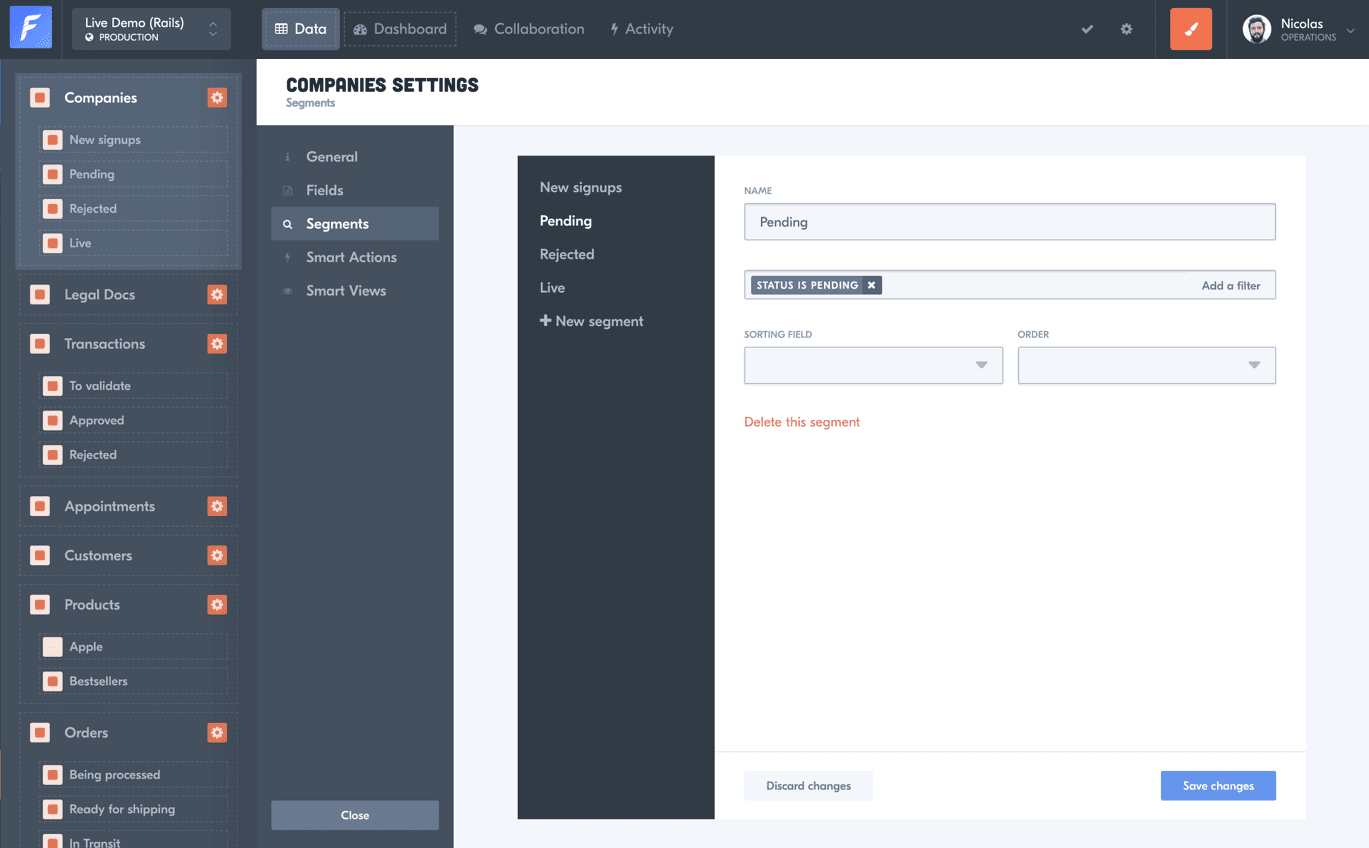 Live Demo (Rails)
PRODUCTION
Data
Dashboard
Collaboration
Activity
Nicolas
OPERATIONS
Companies
New signups
Pending
Rejected
Live
Legal Docs
Transactions
To validate
Approved
Rejected
Appointments
Customers
Products
Apple
Bestsellers
Orders
Being processed
Ready for shipping
In Transit
COMPANIES SETTINGS
Segments
General
Fields
Segments
Smart Actions
Smart Views
Close
New signups
Pending
Rejected
Live
New segment
NAME
Pending
STATUS IS PENDING
Add a filter
SORTING FIELD
ORDER
Delete this segment
Discard changes
Save changes